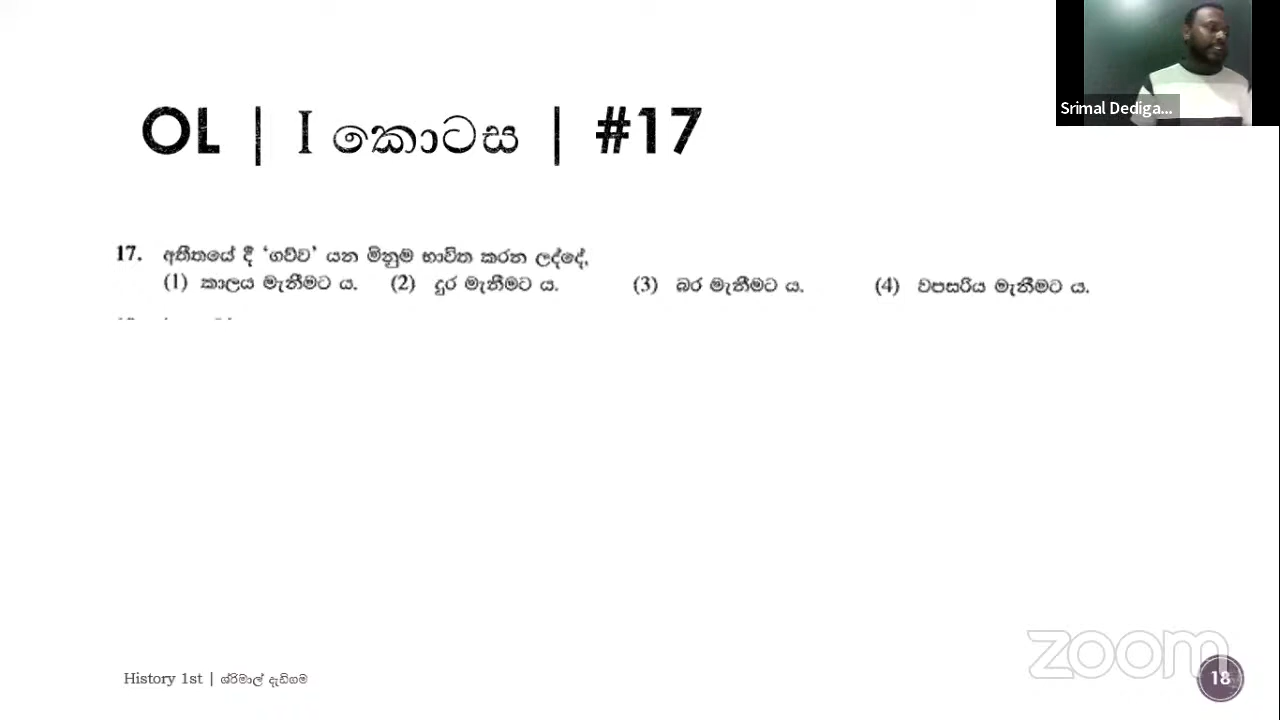 Srimal Dediga...
OL | I කොටස | #17
17. අතීතයේ දී ‘ගව්ව’ යන මිනුම භාවිත කරන ලද්දේ,
(1) කාලය මැනීමට ය. (2) දුර මැනීමට ය. (3) බර මැනීමට ය. (4) වපසරිය මැනීමට ය.
zoom
History 1st | ශ්රිමාල් දැඩිගම
18